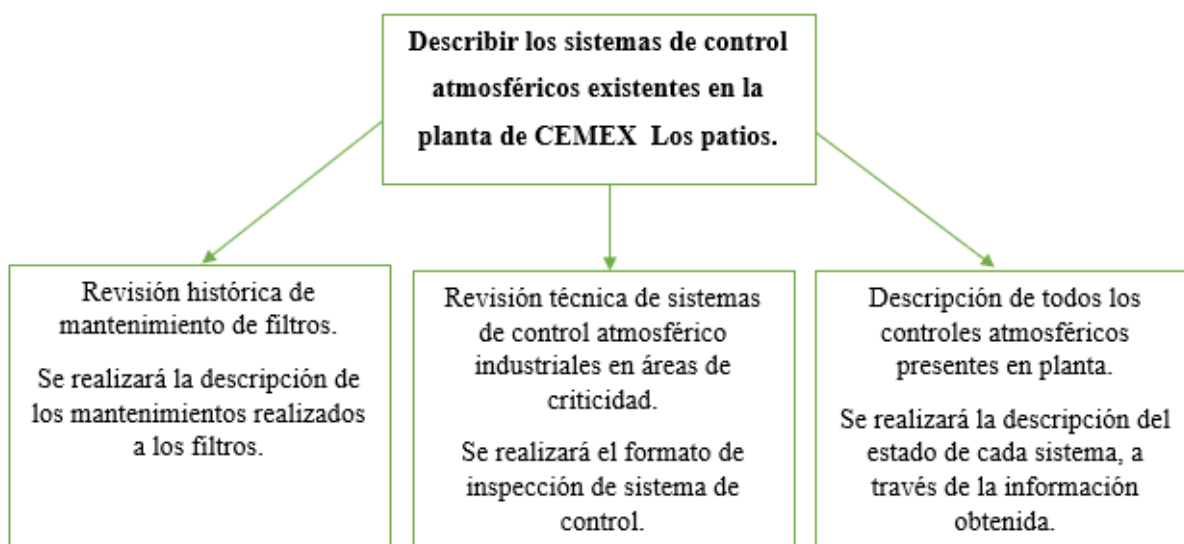 Describir los sistemas de control
atmosféricos existentes en la
planta de CEMEX Los patios.
Revisión histórica de
mantenimiento de filtros.
Se realizará la descripción de
los mantenimientos realizados
a los filtros.
Revisión técnica de sistemas
de control atmosférico
industriales en áreas de
criticidad.
Se realizará el formato de
inspección de sistema de
control.
Descripción de todos los
controles atmosféricos
presentes en planta.
Se realizará la descripción del
estado de cada sistema, a
través de la información
obtenida.